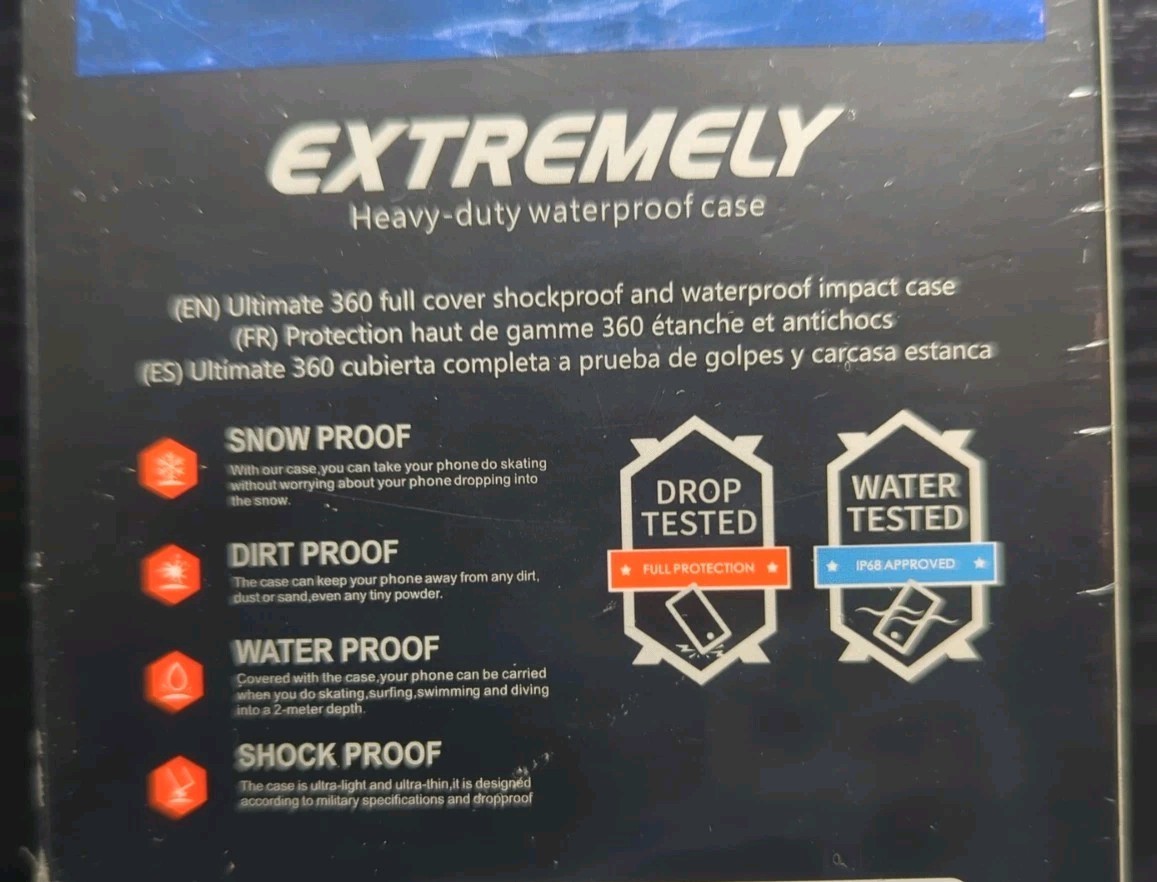 EXTREMELY
Heavy-duty waterproof case
(EN) Ultimate 360 full cover shockproof and waterproof impact case
(FR) Protection haut de gamme 360 étanche et antichocs
(ES) Ultimate 360 cubierta completa a prueba de golpes y carcasa estanca
SNOW PROOF
With our case,you can take your phone do skating
without worrying about your phone dropping into
the snow.
DIRT PROOF
The case can keep your phone away from any dirt,
dust or sand,even any tiny powder.
WATER PROOF
Covered with the case,your phone can be carried
when you do skating,surfing,swimming and diving
into a 2-meter depth.
SHOCK PROOF
The case is ultra-light and ultra-thin,it is designed
according to military specifications and dropproof
DROP
TESTED
FULL PROTECTION
WATER
TESTED
IP68 APPROVED